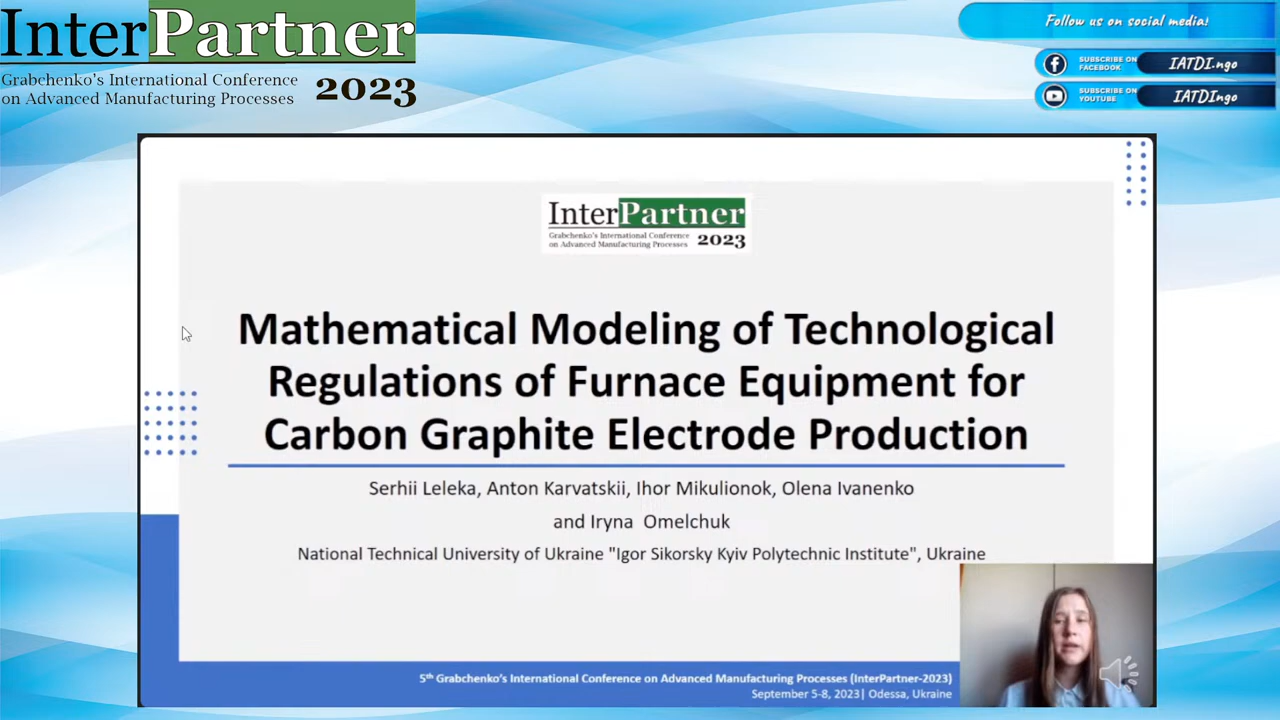 InterPartner
Grabchenko's International Conference
on Advanced Manufacturing Processes
2023
Follow us on social media!
SUBSCRIBE ON
FACEBOOK
IATDI.ngo
SUBSCRIBE ON
YOUTUBE
IATDIngo
InterPartner
Grabchenko's International Conference
on Advanced Manufacturing Processes
2023
Mathematical Modeling of Technological
Regulations of Furnace Equipment for
Carbon Graphite Electrode Production
Serhii Leleka, Anton Karvatskii, Ihor Mikulionok, Olena Ivanenko
and Iryna Omelchuk
National Technical University of Ukraine "Igor Sikorsky Kyiv Polytechnic Institute", Ukraine
5th Grabchenko's International Conference on Advanced Manufacturing Processes (InterPartner-2023)
September 5-8, 2023| Odessa, Ukraine